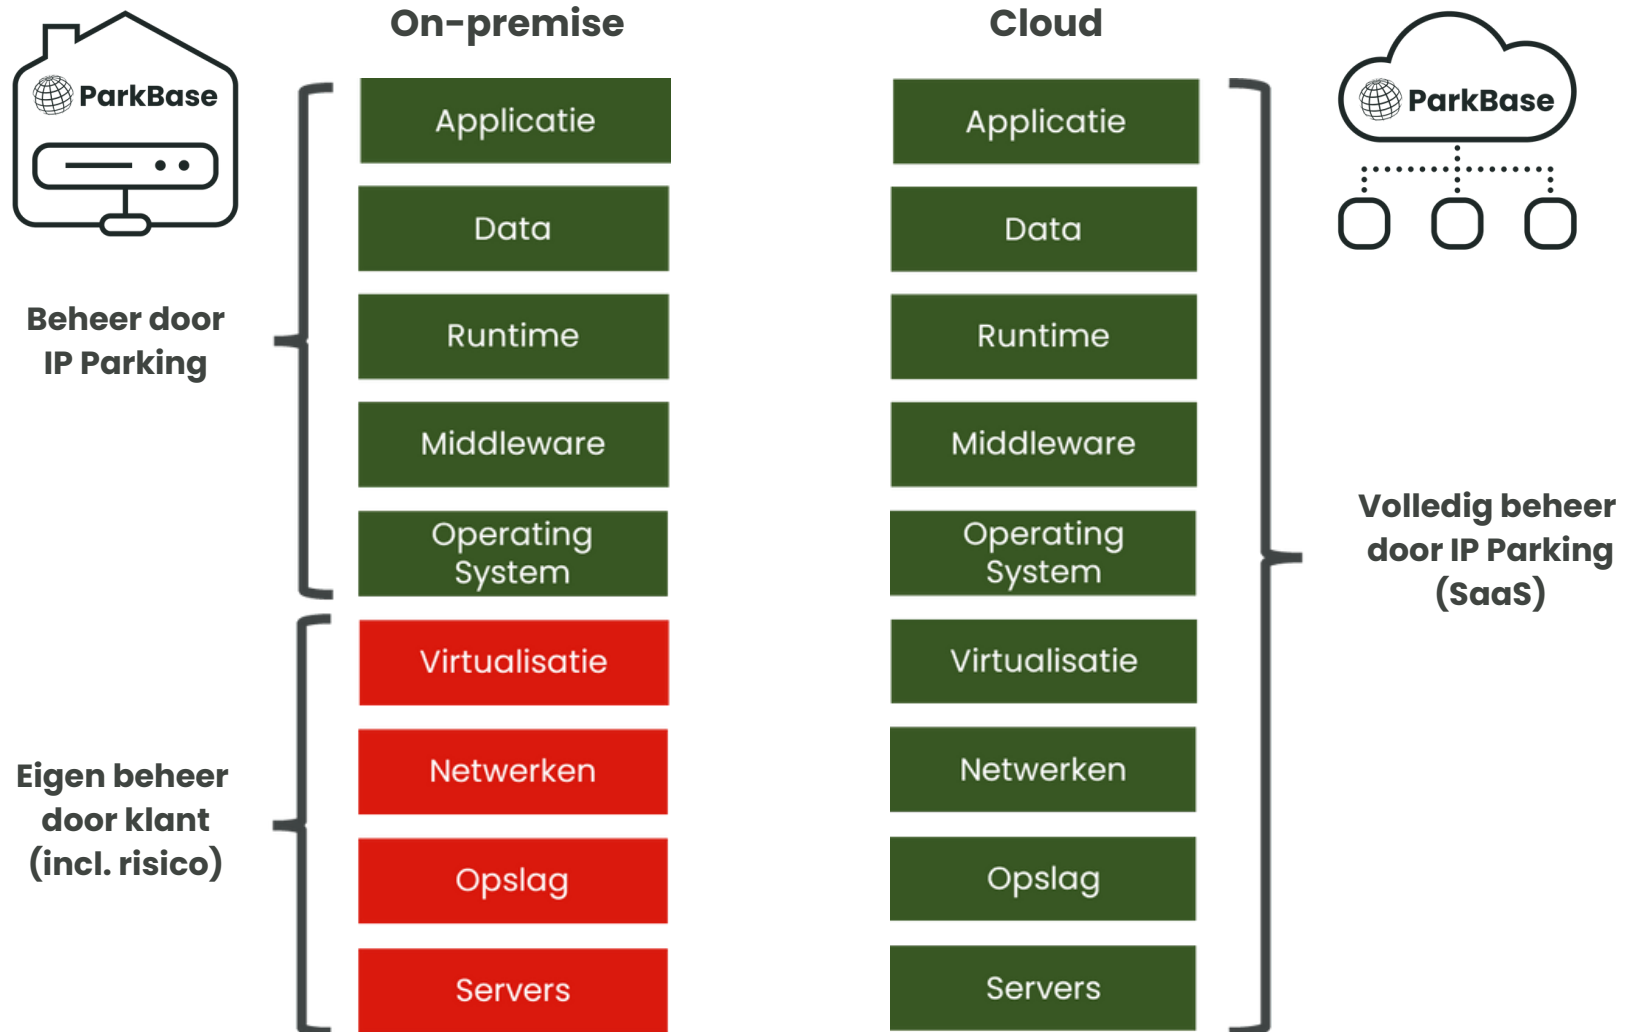 On-premise
Cloud
ParkBase
ParkBase
Beheer door
IP Parking
Eigen beheer
door klant
(incl. risico)
Applicatie
Data
Runtime
Middleware
Operating
System
Virtualisatie
Netwerken
Opslag
Servers
Applicatie
Data
Runtime
Middleware
Operating
System
Virtualisatie
Netwerken
Opslag
Servers
Volledig beheer
door IP Parking
(SaaS)